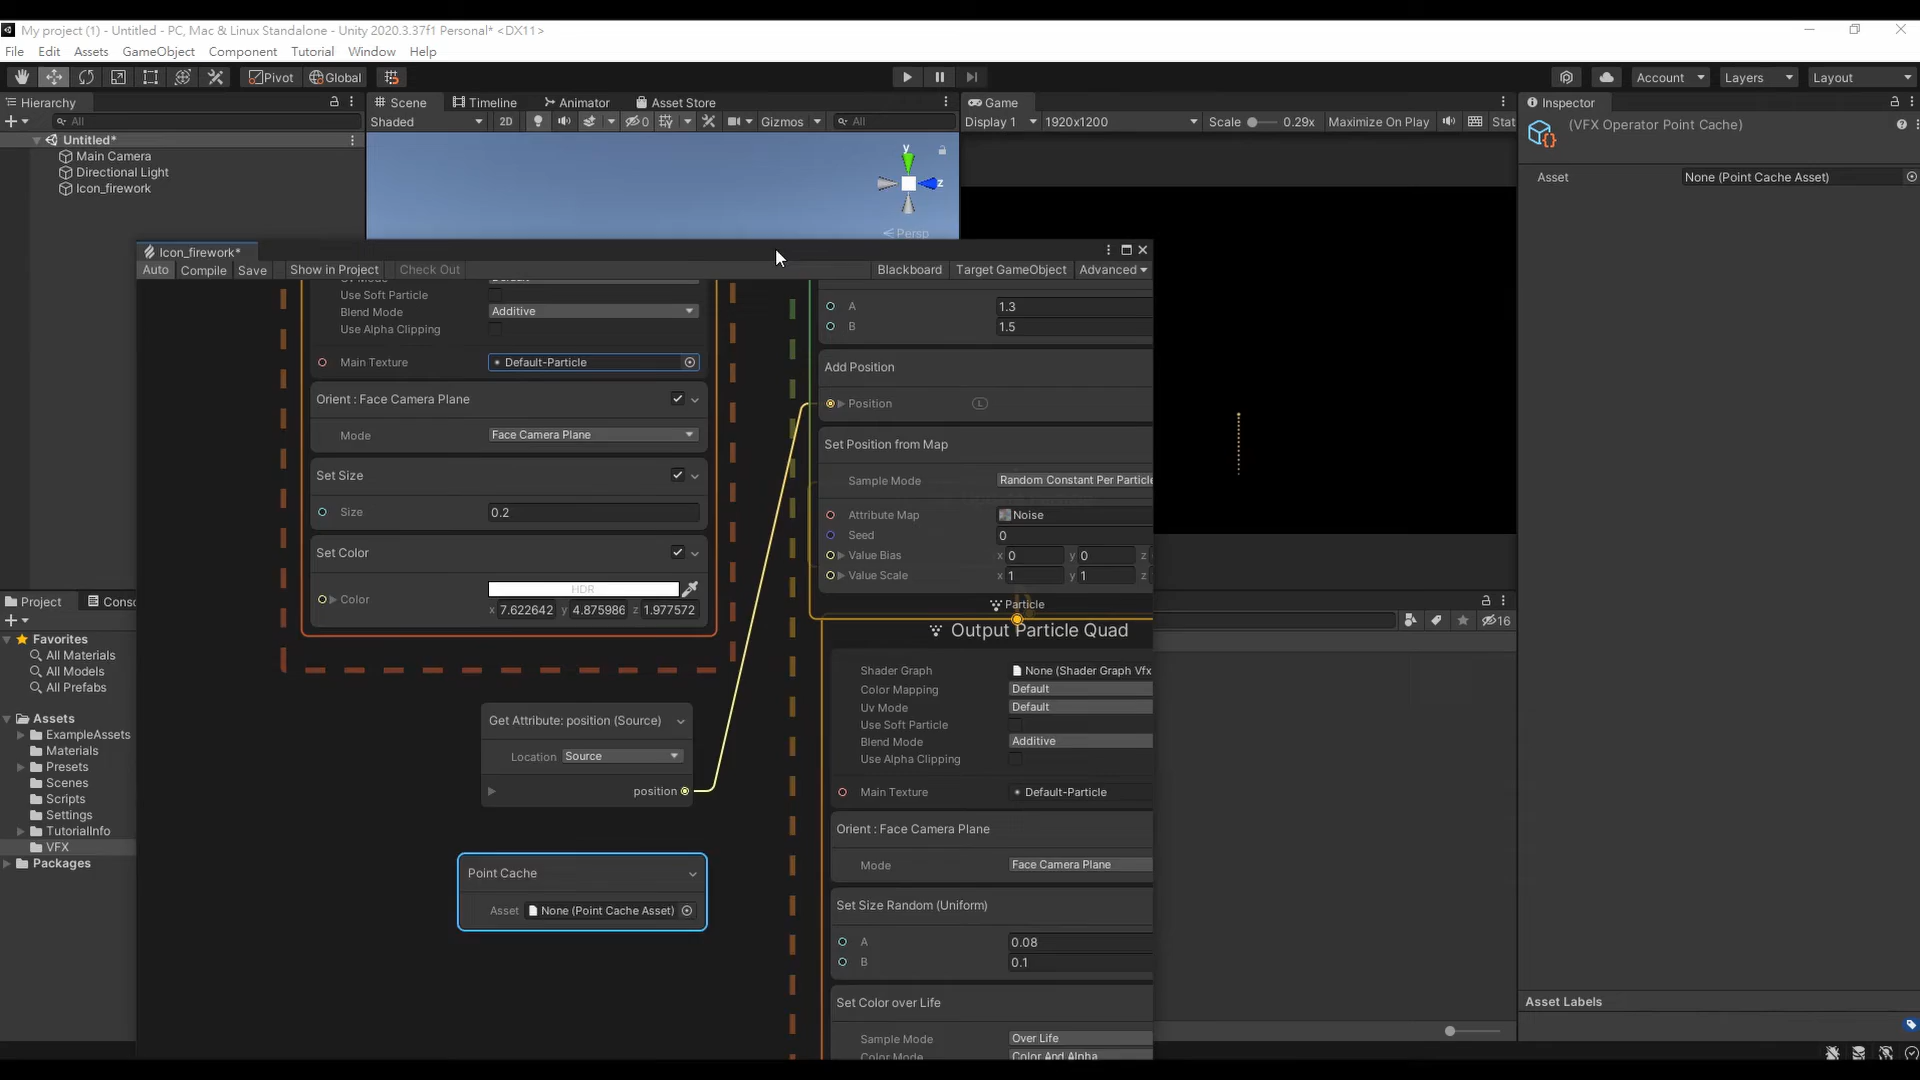 My project (1) - Untitled - PC, Mac & Linux Standalone - Unity 2020.3.37f1 Personal* <DX11>
File Edit Assets GameObject Component Tutorial Window Help
Pivot Global Account Layers Layout
Hierarchy Scene Timeline Animator Asset Store Game Inspector
All Shaded 2D 0 Gizmos All Display 1 1920x1200 Scale 0.29x Maximize On Play Stat
(VFX Operator Point Cache)
Untitled*
Main Camera
Directional Light
Icon_firework
Asset None (Point Cache Asset)
y
z
Persp
Icon_firework*
Auto Compile Save Show in Project Check Out Blackboard Target GameObject Advanced
Use Soft Particle
Blend Mode Additive
Use Alpha Clipping
Main Texture Default-Particle
Orient : Face Camera Plane
Mode Face Camera Plane
Set Size
Size 0.2
Set Color
HDR
Color x 7.622642 y 4.875986 z 1.977572
Get Attribute: position (Source)
Location Source
position
Point Cache
Asset None (Point Cache Asset)
A 1.3
B 1.5
Add Position
Position L
Set Position from Map
Sample Mode Random Constant Per Particle
Attribute Map Noise
Seed 0
Value Bias x 0 y 0 z
Value Scale x 1 y 1 z
Particle
Output Particle Quad
Shader Graph None (Shader Graph Vfx
Color Mapping Default
Uv Mode Default
Use Soft Particle
Blend Mode Additive
Use Alpha Clipping
Main Texture Default-Particle
Orient : Face Camera Plane
Mode Face Camera Plane
Set Size Random (Uniform)
A 0.08
B 0.1
Set Color over Life
Sample Mode Over Life
Color Mode Color And Alpha
Project Conso
Favorites
All Materials
All Models
All Prefabs
Assets
ExampleAssets
Materials
Presets
Scenes
Scripts
Settings
TutorialInfo
VFX
Packages
16
Asset Labels